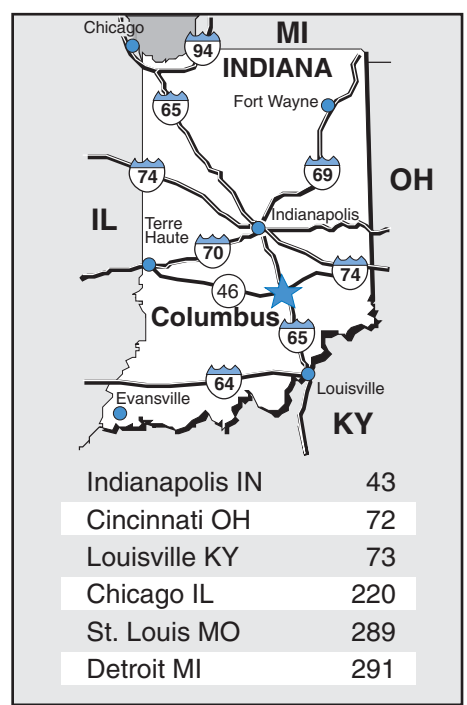 Chicago
94
MI
INDIANA
65
Fort Wayne
74
69
OH
IL
Terre
Haute
Indianapolis
70
46
74
Columbus
65
64
Louisville
Evansville
KY
Indianapolis IN 43
Cincinnati OH 72
Louisville KY 73
Chicago IL 220
St. Louis MO 289
Detroit MI 291